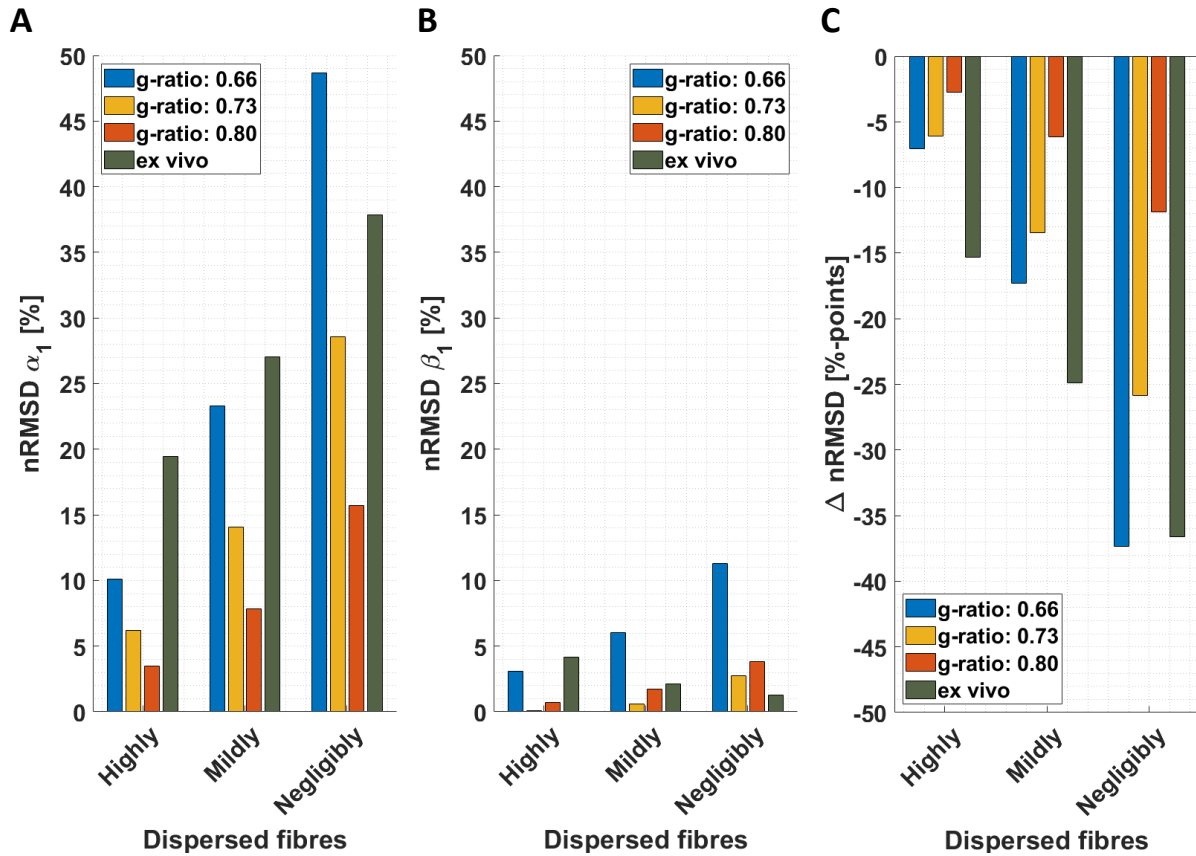 A
nRMSD α1 [%]
50
45
40
35
30
25
20
15
10
5
0
g-ratio: 0.66
g-ratio: 0.73
g-ratio: 0.80
ex vivo
Highly
Mildly
Negligibly
Dispersed fibres
B
nRMSD β1 [%]
50
45
40
35
30
25
20
15
10
5
0
g-ratio: 0.66
g-ratio: 0.73
g-ratio: 0.80
ex vivo
Highly
Mildly
Negligibly
Dispersed fibres
C
Δ nRMSD [%-points]
0
-5
-10
-15
-20
-25
-30
-35
-40
-45
-50
g-ratio: 0.66
g-ratio: 0.73
g-ratio: 0.80
ex vivo
Highly
Mildly
Negligibly
Dispersed fibres